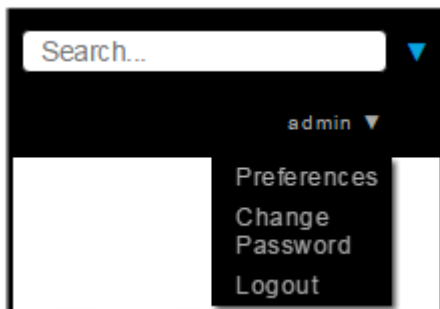 Search...
admin ▼
Preferences
Change
Password
Logout